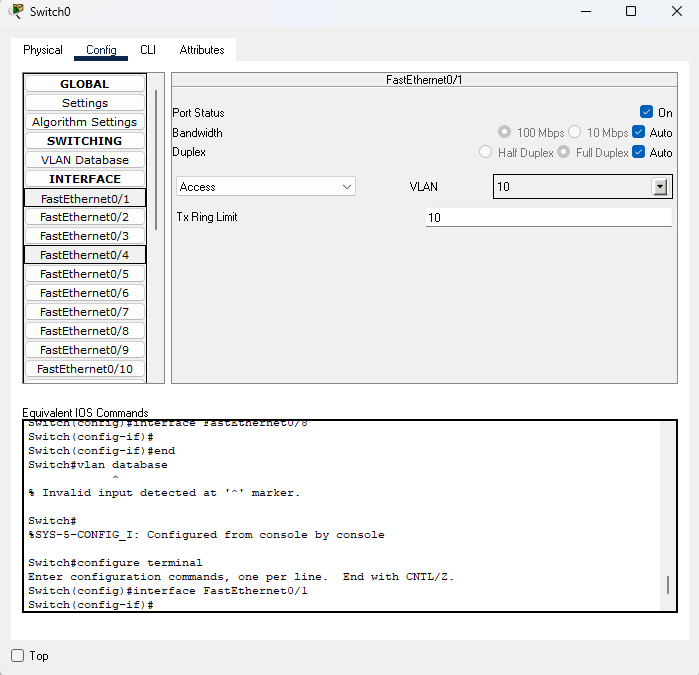 Switch0
Physical Config CLI Attributes
GLOBAL
Settings
Algorithm Settings
SWITCHING
VLAN Database
INTERFACE
FastEthernet0/1
FastEthernet0/2
FastEthernet0/3
FastEthernet0/4
FastEthernet0/5
FastEthernet0/6
FastEthernet0/7
FastEthernet0/8
FastEthernet0/9
FastEthernet0/10
FastEthernet0/1
Port Status On
Bandwidth 100 Mbps 10 Mbps Auto
Duplex Half Duplex Full Duplex Auto
Access VLAN 10
Tx Ring Limit 10
Equivalent IOS Commands
Switch(config)#interface FastEthernet0/8
Switch(config-if)#
Switch(config-if)#end
Switch#vlan database
^
% Invalid input detected at '^' marker.
Switch#
%SYS-5-CONFIG_I: Configured from console by console
Switch#configure terminal
Enter configuration commands, one per line. End with CNTL/Z.
Switch(config)#interface FastEthernet0/1
Switch(config-if)#
Top